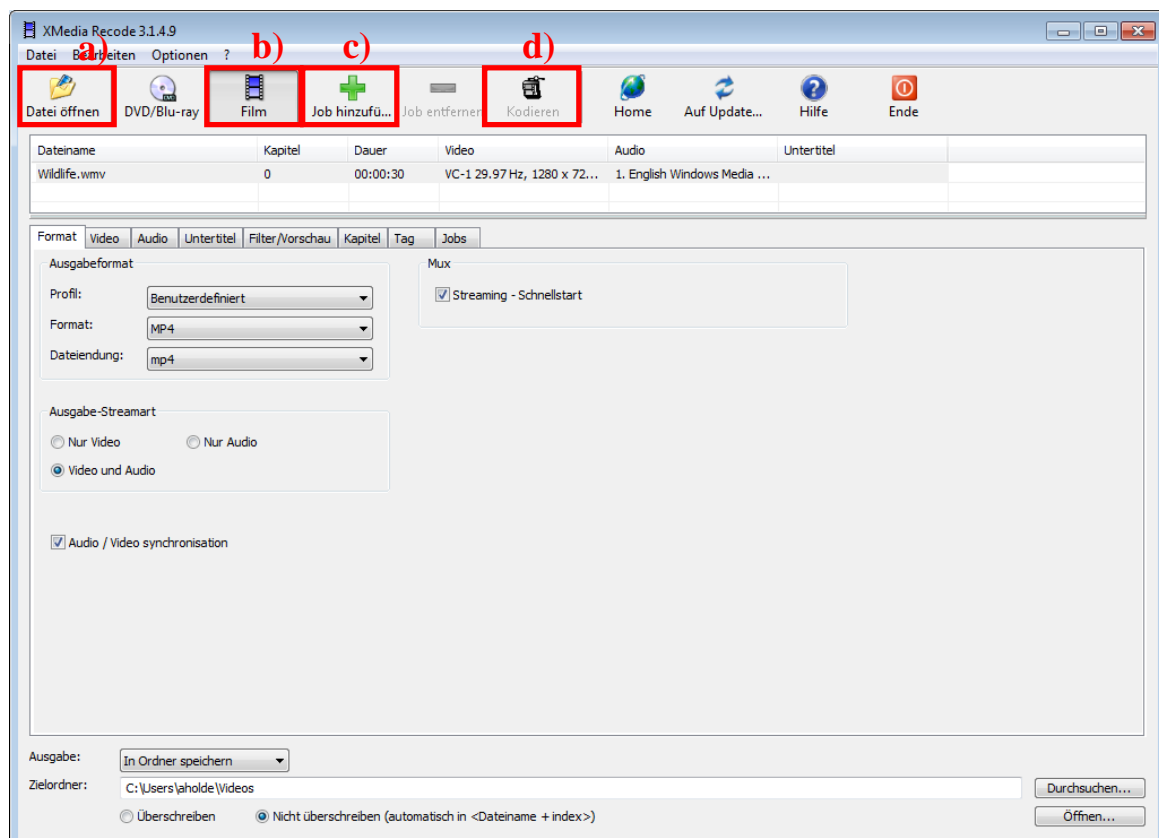 XMedia Recode 3.1.4.9
Datei Bearbeiten Optionen ?
a) b) c) d)
Datei öffnen DVD/Blu-ray Film Job hinzufü... Job entfernen Kodieren Home Auf Update... Hilfe Ende
Dateiname Kapitel Dauer Video Audio Untertitel
Wildlife.wmv 0 00:00:30 VC-1 29.97 Hz, 1280 x 72... 1. English Windows Media ...
Format Video Audio Untertitel Filter/Vorschau Kapitel Tag Jobs
Ausgabeformat Mux
Profil: Benutzerdefiniert Streaming - Schnellstart
Format: MP4
Dateiendung: mp4
Ausgabe-Streamart
Nur Video Nur Audio
Video und Audio
Audio / Video synchronisation
Ausgabe: In Ordner speichern
Zielordner: C:\Users\aholde\Videos Durchsuchen...
Überschreiben Nicht überschreiben (automatisch in <Dateiname + index>) Öffnen...